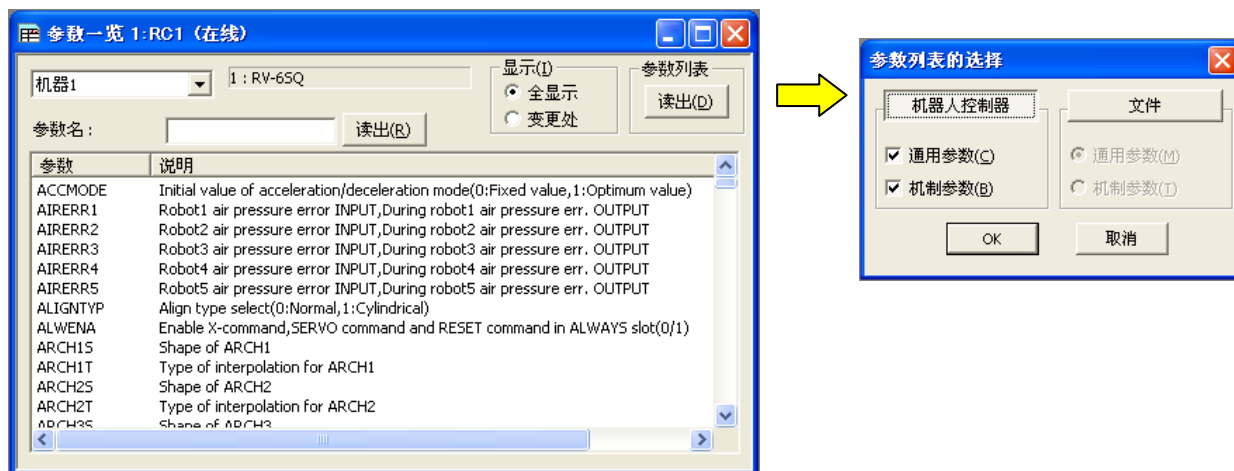 参数一览 1:RC1 (在线)
机器1
1 : RV-6SQ
显示(I)
全显示
变更处
参数列表
读出(D)
参数名:
读出(R)
参数 说明
ACCMODE Initial value of acceleration/deceleration mode(0:Fixed value,1:Optimum value)
AIRERR1 Robot1 air pressure error INPUT,During robot1 air pressure err. OUTPUT
AIRERR2 Robot2 air pressure error INPUT,During robot2 air pressure err. OUTPUT
AIRERR3 Robot3 air pressure error INPUT,During robot3 air pressure err. OUTPUT
AIRERR4 Robot4 air pressure error INPUT,During robot4 air pressure err. OUTPUT
AIRERR5 Robot5 air pressure error INPUT,During robot5 air pressure err. OUTPUT
ALIGNTYP Align type select(0:Normal,1:Cylindrical)
ALWENA Enable X-command,SERVO command and RESET command in ALWAYS slot(0/1)
ARCH1S Shape of ARCH1
ARCH1T Type of interpolation for ARCH1
ARCH2S Shape of ARCH2
ARCH2T Type of interpolation for ARCH2
ARCH3S Shape of ARCH3
参数列表的选择
机器人控制器
通用参数(C)
机制参数(B)
文件
通用参数(M)
机制参数(T)
OK
取消